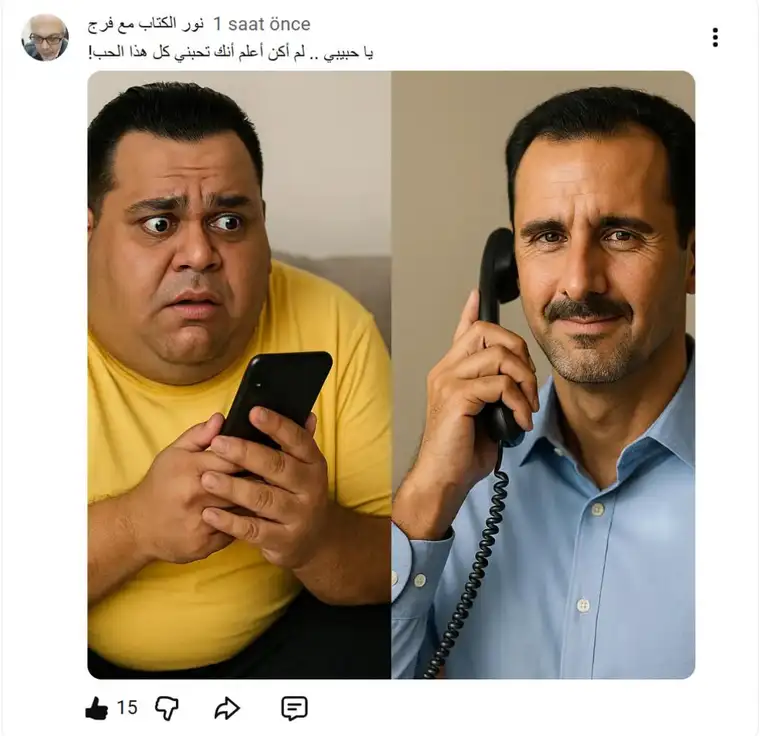 نور الكتاب مع فرج 1 saat önce
يا حبيبي .. لم أكن أعلم أنك تحبني كل هذا الحب!
15